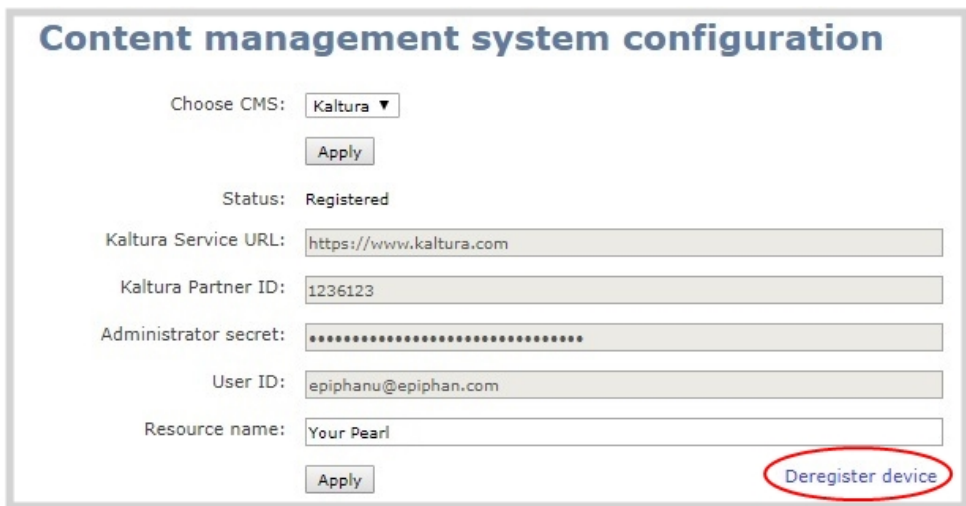 Content management system configuration
Choose CMS: Kaltura ▼
Apply
Status: Registered
Kaltura Service URL: https://www.kaltura.com
Kaltura Partner ID: 1236123
Administrator secret: ••••••••••••••••••••••••••••••••
User ID: epiphanu@epiphan.com
Resource name: Your Pearl
Apply Deregister device